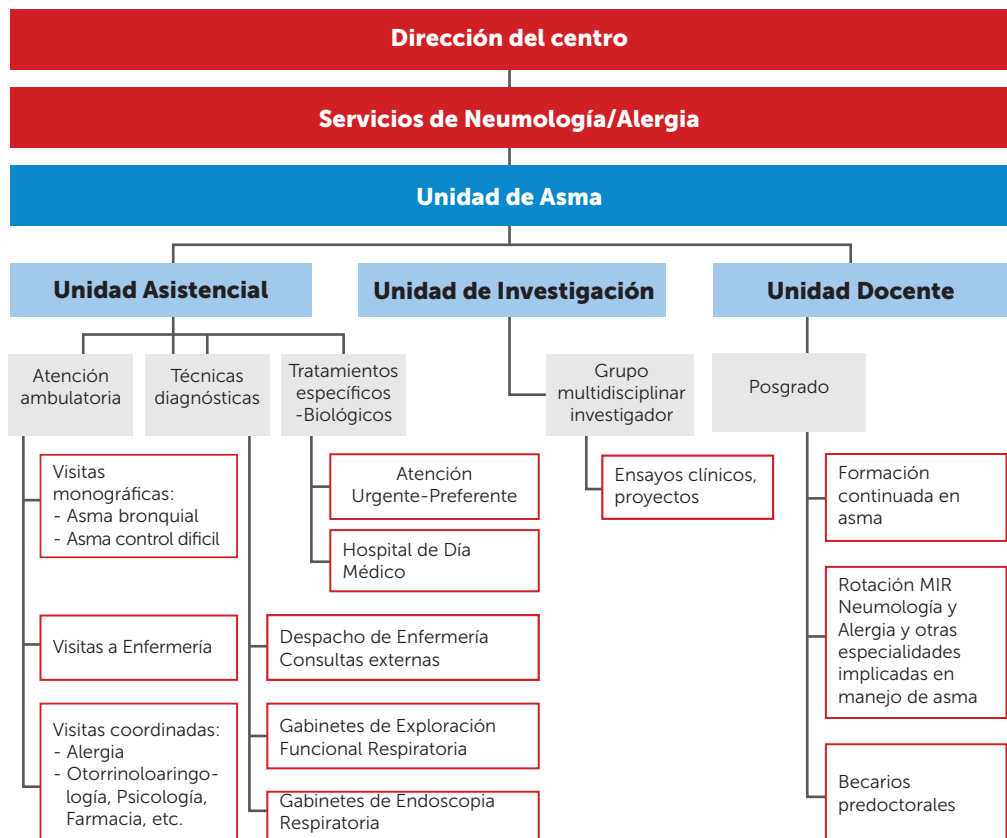 Dirección del centro
Servicios de Neumología/Alergia
Unidad de Asma
Unidad Asistencial
Unidad de Investigación
Unidad Docente
Atención
ambulatoria
Técnicas
diagnósticas
Tratamientos
específicos
-Biológicos
Grupo
multidisciplinar
investigador
Posgrado
Visitas
monográficas:
- Asma bronquial
- Asma control dificil
Atención
Urgente-Preferente
Ensayos clínicos,
proyectos
Formación
continuada en
asma
Hospital de Día
Médico
Visitas a Enfermería
Despacho de Enfermería
Consultas externas
Rotación MIR
Neumología y
Alergia y otras
especialidades
implicadas en
manejo de asma
Visitas coordinadas:
- Alergia
- Otorrinoloaringo-
logía, Psicología,
Farmacia, etc.
Gabinetes de Exploración
Funcional Respiratoria
Gabinetes de Endoscopia
Respiratoria
Becarios
predoctorales